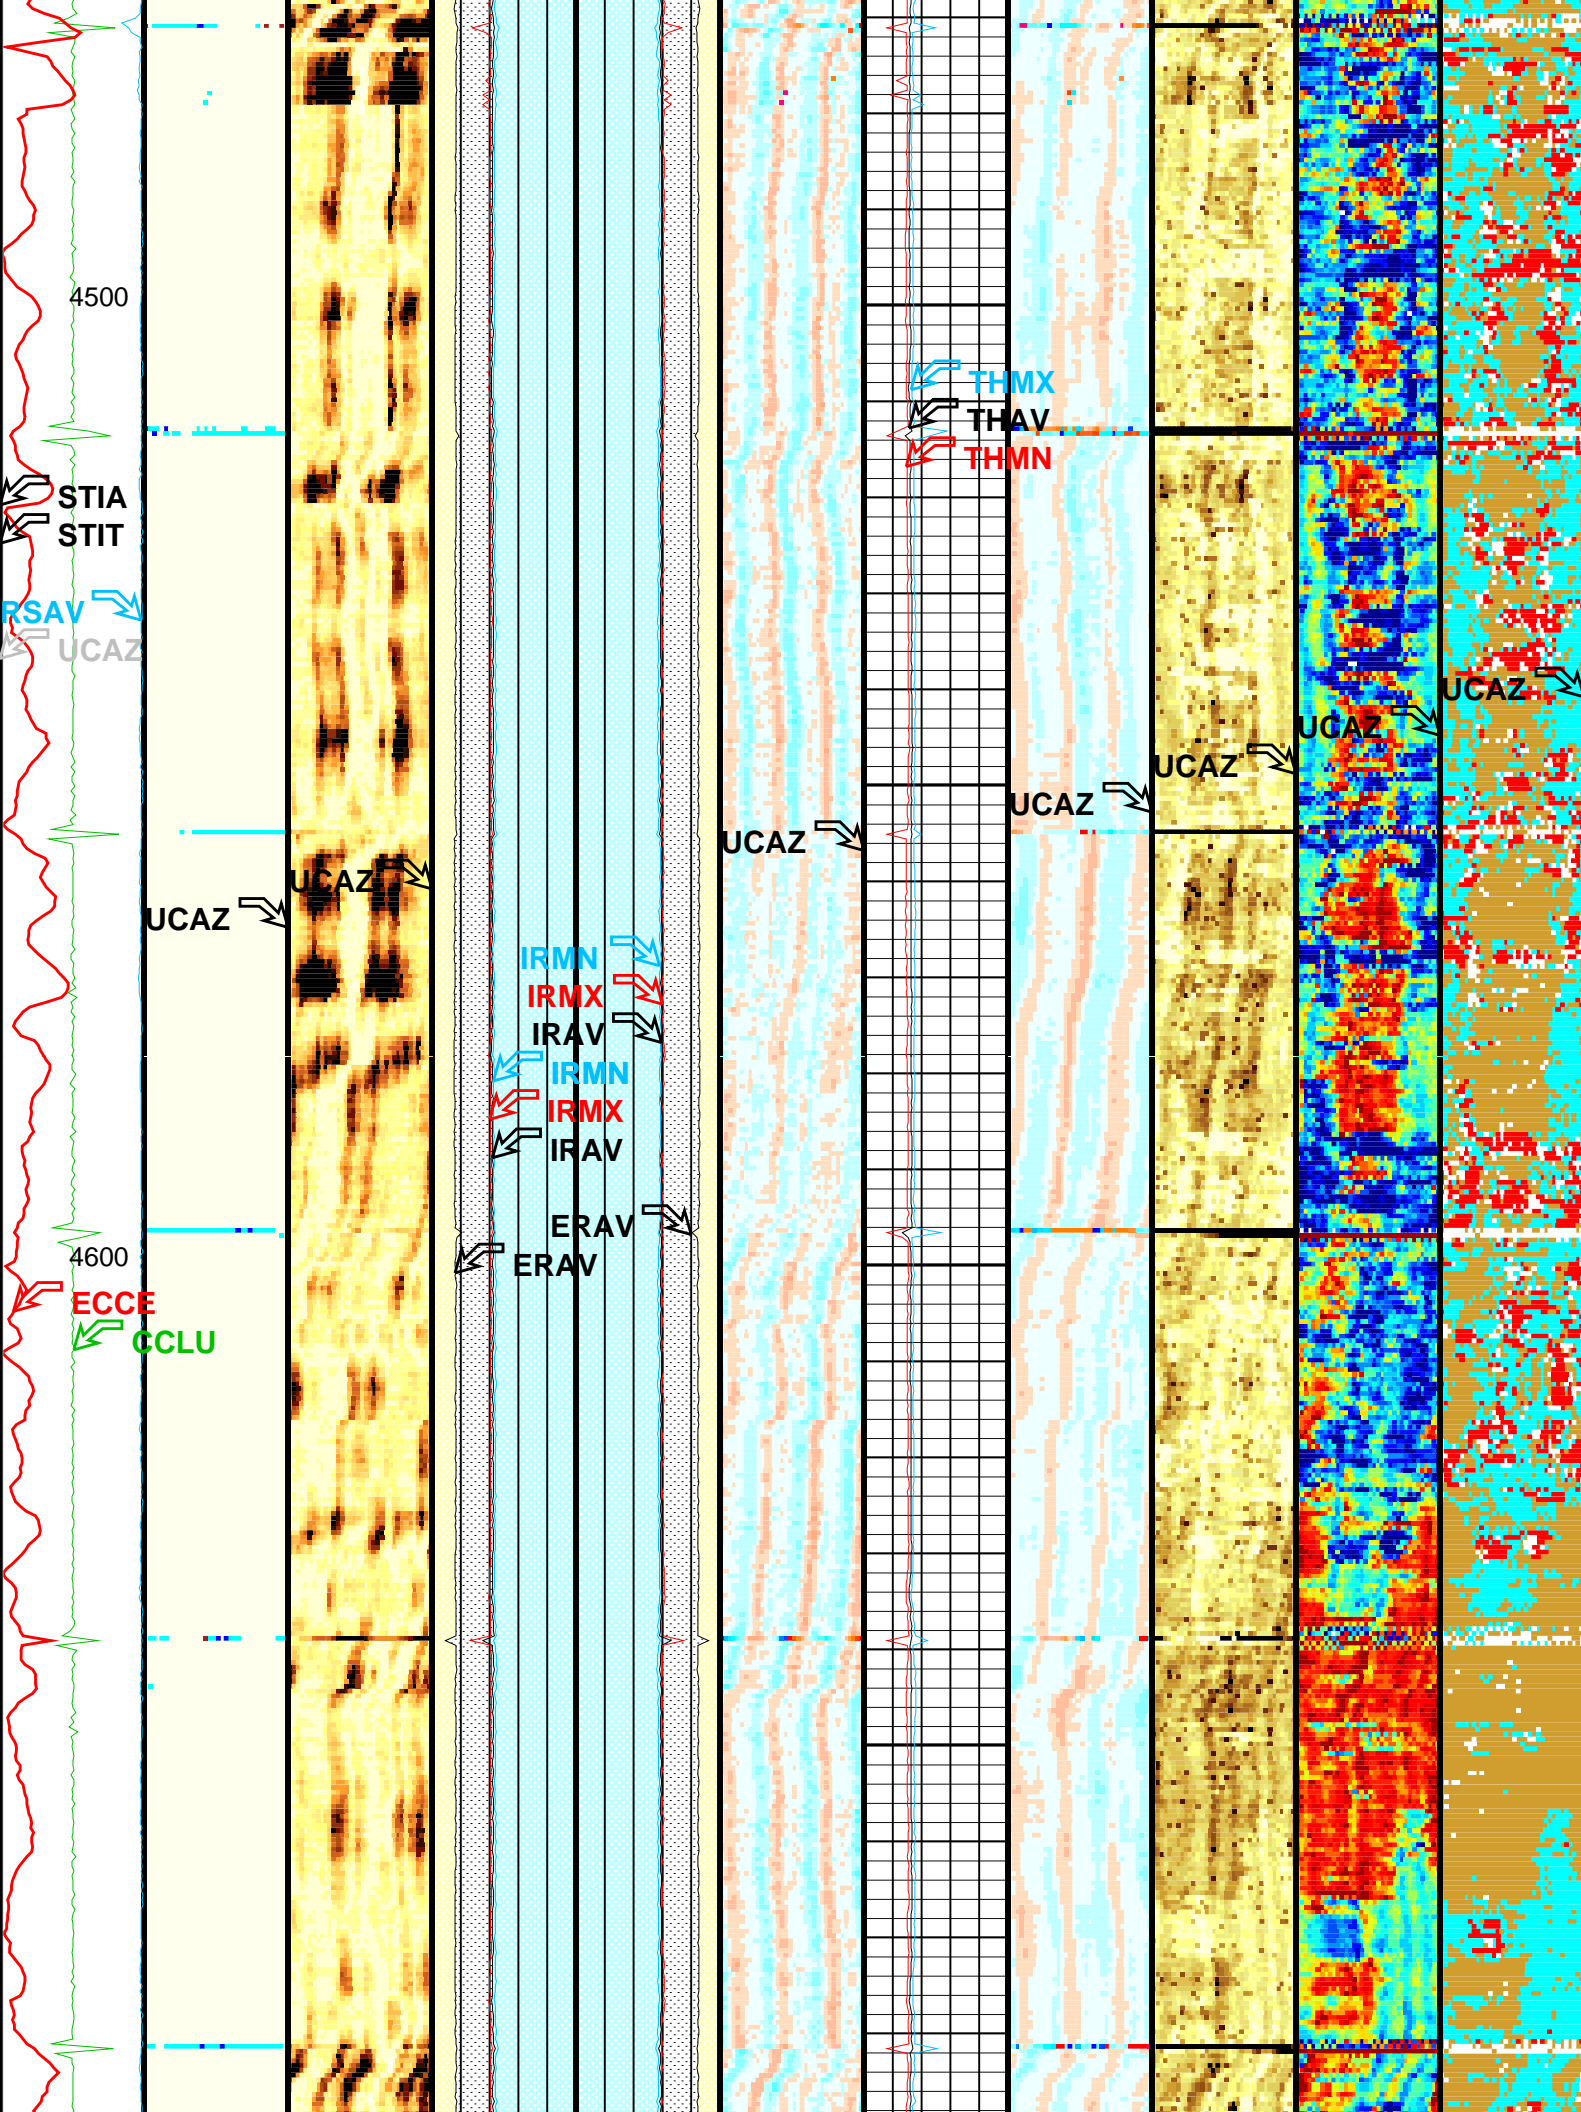 4500
THMX
THAV
THMN
STIA
STIT
RSAV
UCAZ
UCAZ
UCAZ
UCAZ
UCAZ
UCAZ
UCAZ
UCAZ
IRMN
IRMX
IRAV
IRMN
IRMX
IRAV
ERAV
4600
ERAV
ECCE
CCLU